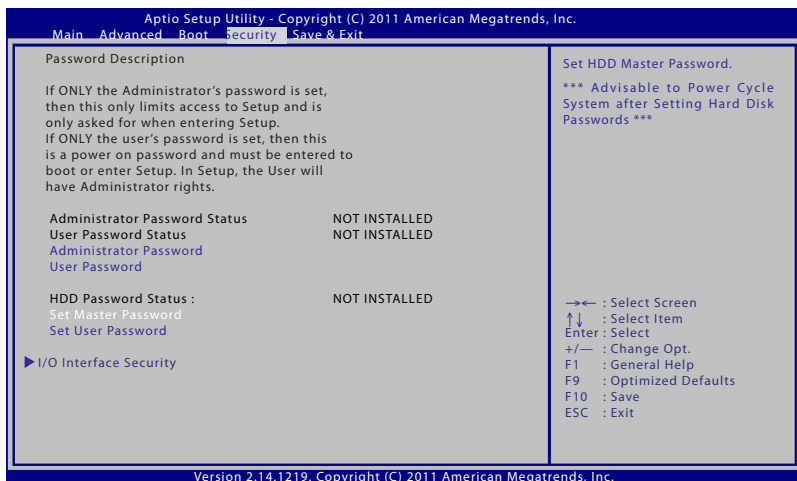 Aptio Setup Utility - Copyright (C) 2011 American Megatrends, Inc.
Main Advanced Boot Security Save & Exit
Password Description
If ONLY the Administrator's password is set,
then this only limits access to Setup and is
only asked for when entering Setup.
If ONLY the user's password is set, then this
is a power on password and must be entered to
boot or enter Setup. In Setup, the User will
have Administrator rights.
Administrator Password Status NOT INSTALLED
User Password Status NOT INSTALLED
Administrator Password
User Password
HDD Password Status : NOT INSTALLED
Set Master Password
Set User Password
▶I/O Interface Security
Set HDD Master Password.
*** Advisable to Power Cycle
System after Setting Hard Disk
Passwords ***
→← : Select Screen
↑↓ : Select Item
Enter : Select
+/— : Change Opt.
F1 : General Help
F9 : Optimized Defaults
F10 : Save
ESC : Exit
Version 2.14.1219. Copyright (C) 2011 American Megatrends, Inc.